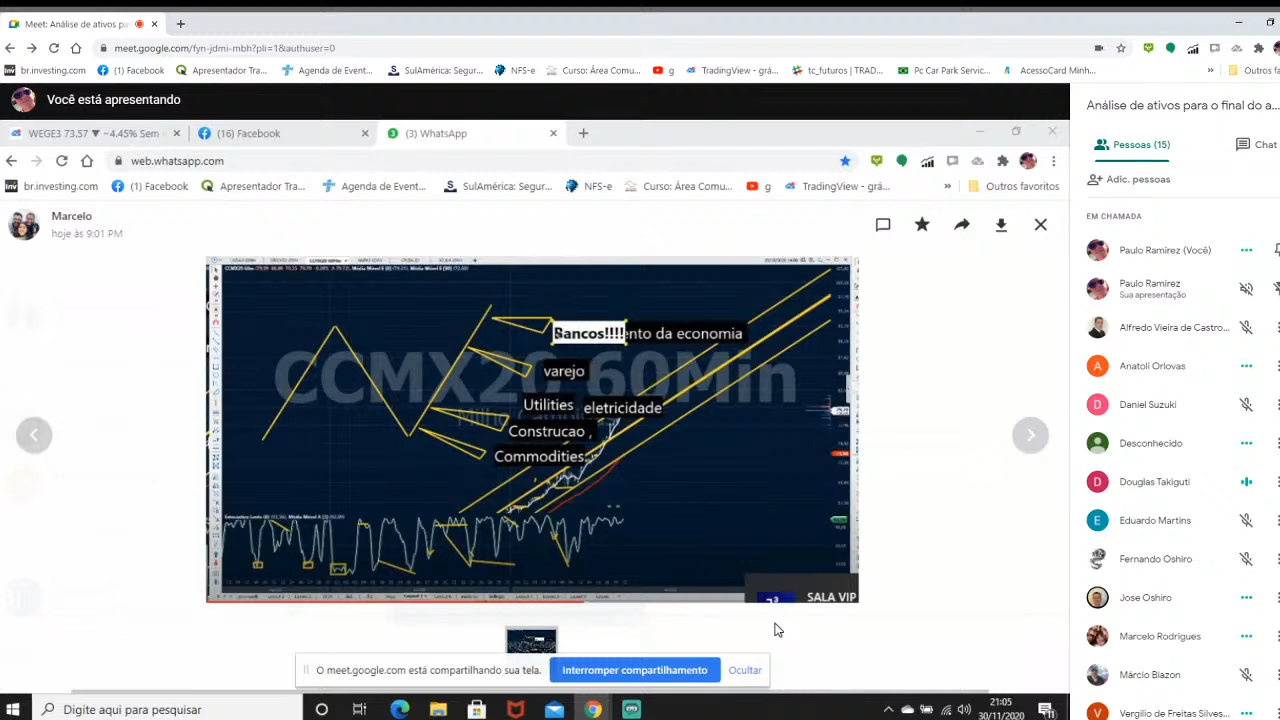 Meet: Análise de ativos pa
meet.google.com/fyn-jdmi-mbh?pli=1&authuser=0
br.investing.com (1) Facebook Apresentador Tra... Agenda de Event... SulAmérica: Segur... NFS-e Curso: Área Comu... g TradingView - grá... tc_futuros | TRAD... Pc Car Park Servic... AcessoCard Minh... » Outros fa
Você está apresentando
WEGE3 73.57 ▼ −4.45% Sem (16) Facebook (3) WhatsApp
web.whatsapp.com
br.investing.com (1) Facebook Apresentador Tra... Agenda de Event... SulAmérica: Segur... NFS-e Curso: Área Comu... g TradingView - grá... » Outros favoritos
Marcelo
hoje às 9:01 PM
CCMX20 60Min
Bancos!!!!ento da economia
varejo
Utilities eletricidade
Construcao ,
Commodities..
SALA VIP
O meet.google.com está compartilhando sua tela. Interromper compartilhamento Ocultar
Análise de ativos para o final do a...
Pessoas (15) Chat
Adic. pessoas
EM CHAMADA
Paulo Ramirez (Você)
Paulo Ramirez
Sua apresentação
Alfredo Vieira de Castro...
A Anatoli Orlovas
D Daniel Suzuki
Desconhecido
D Douglas Takiguti
E Eduardo Martins
Fernando Oshiro
Jose Oshiro
Marcelo Rodrigues
Márcio Biazon
V Vergilio de Freitas Silve...
Digite aqui para pesquisar
21:05
30/11/2020